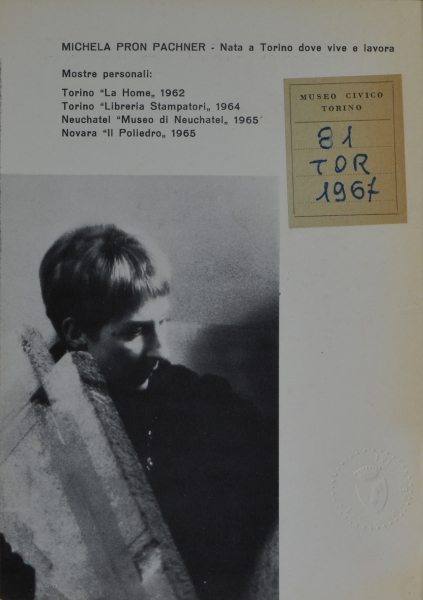 MICHELA PRON PACHNER - Nata a Torino dove vive e lavora
Mostre personali:
Torino "La Home„ 1962
Torino "Libreria Stampatori„ 1964
Neuchatel "Museo di Neuchatel„ 1965
Novara "Il Poliedro„ 1965
MUSEO CIVICO
TORINO
81
TOR
1967